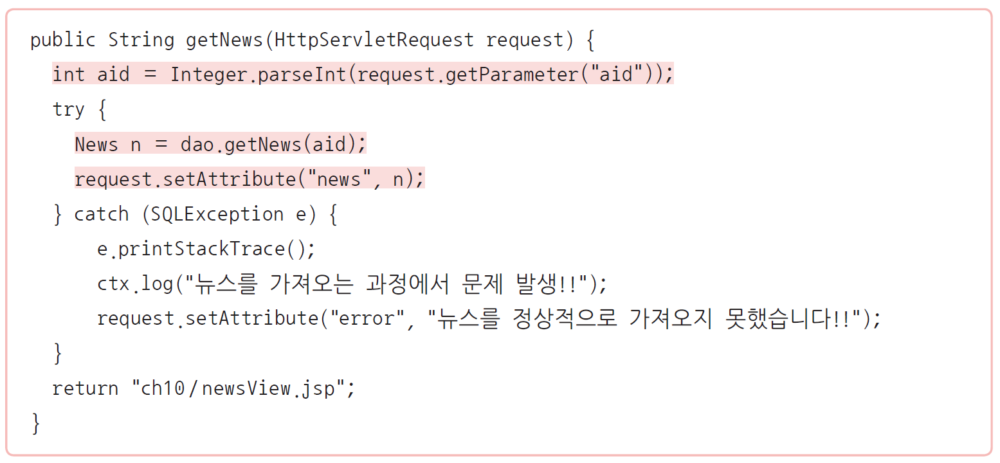 public String getNews(HttpServletRequest request) {
int aid = Integer.parseInt(request.getParameter("aid"));
try {
News n = dao.getNews(aid);
request.setAttribute("news", n);
} catch (SQLException e) {
e.printStackTrace();
ctx.log("뉴스를 가져오는 과정에서 문제 발생!!");
request.setAttribute("error", "뉴스를 정상적으로 가져오지 못했습니다!!");
}
return "ch10/newsView.jsp";
}